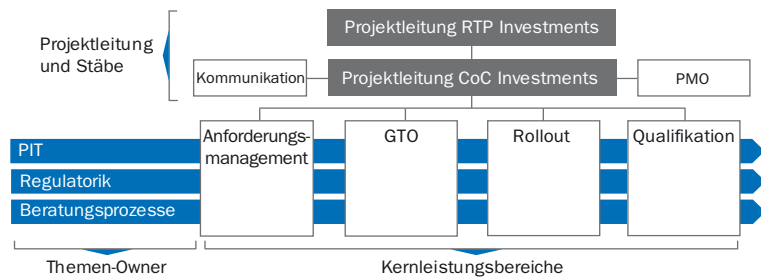 Projektleitung RTP Investments
Projektleitung
und Stäbe
Kommunikation
Projektleitung CoC Investments
PMO
Anforderungs-
management
GTO
Rollout
Qualifikation
PIT
Regulatorik
Beratungsprozesse
Themen-Owner
Kernleistungsbereiche